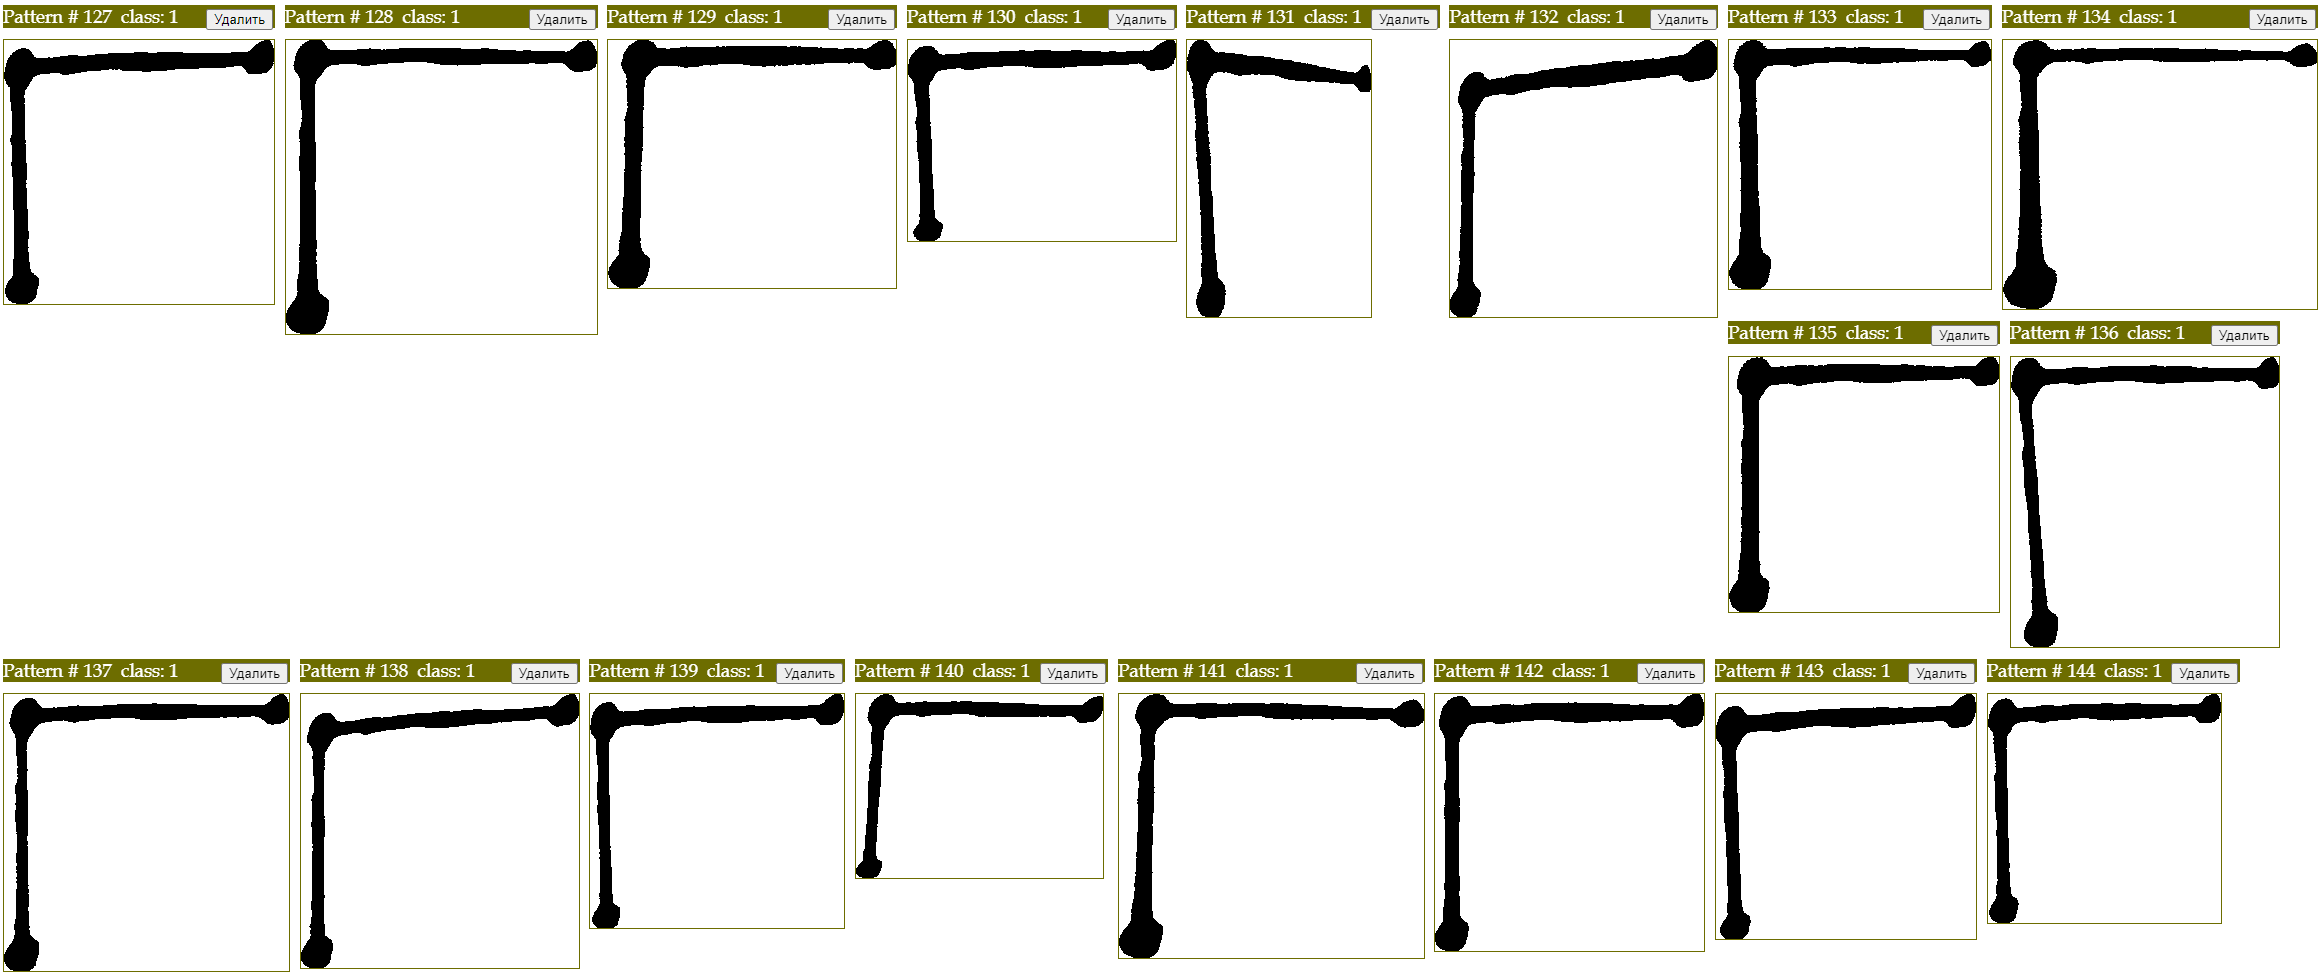 Pattern # 127 class: 1 Удалить
Pattern # 128 class: 1 Удалить
Pattern # 129 class: 1 Удалить
Pattern # 130 class: 1 Удалить
Pattern # 131 class: 1 Удалить
Pattern # 132 class: 1 Удалить
Pattern # 133 class: 1 Удалить
Pattern # 134 class: 1 Удалить
Pattern # 135 class: 1 Удалить
Pattern # 136 class: 1 Удалить
Pattern # 137 class: 1 Удалить
Pattern # 138 class: 1 Удалить
Pattern # 139 class: 1 Удалить
Pattern # 140 class: 1 Удалить
Pattern # 141 class: 1 Удалить
Pattern # 142 class: 1 Удалить
Pattern # 143 class: 1 Удалить
Pattern # 144 class: 1 Удалить